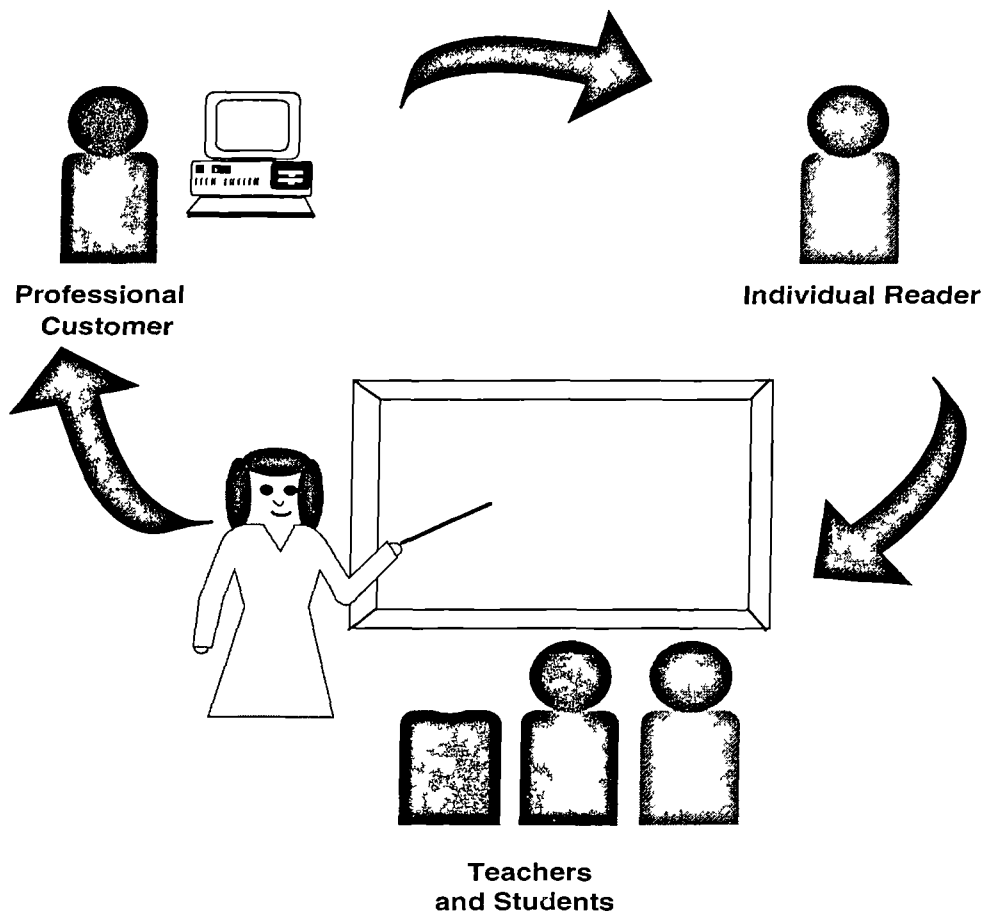 Professional
Customer
Individual Reader
Teachers
and Students